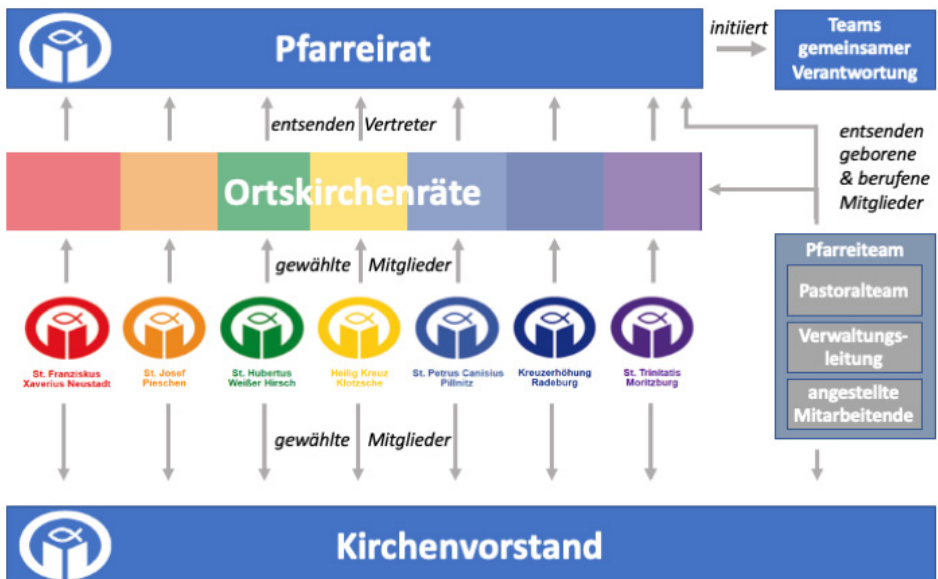 Pfarreirat
initiiert
Teams
gemeinsamer
Verantwortung
entsenden Vertreter
entsenden
geborene
& berufene
Mitglieder
Ortskirchenräte
gewählte Mitglieder
Pfarreiteam
Pastoralteam
Verwaltungs-
leitung
angestellte
Mitarbeitende
St. Franziskus
Xaverius Neustadt
St. Josef
Pieschen
St. Hubertus
Weißer Hirsch
Heilig Kreuz
Klotzsche
St. Petrus Canisius
Pillnitz
Kreuzerhöhung
Radeburg
St. Trinitatis
Moritzburg
gewählte Mitglieder
Kirchenvorstand